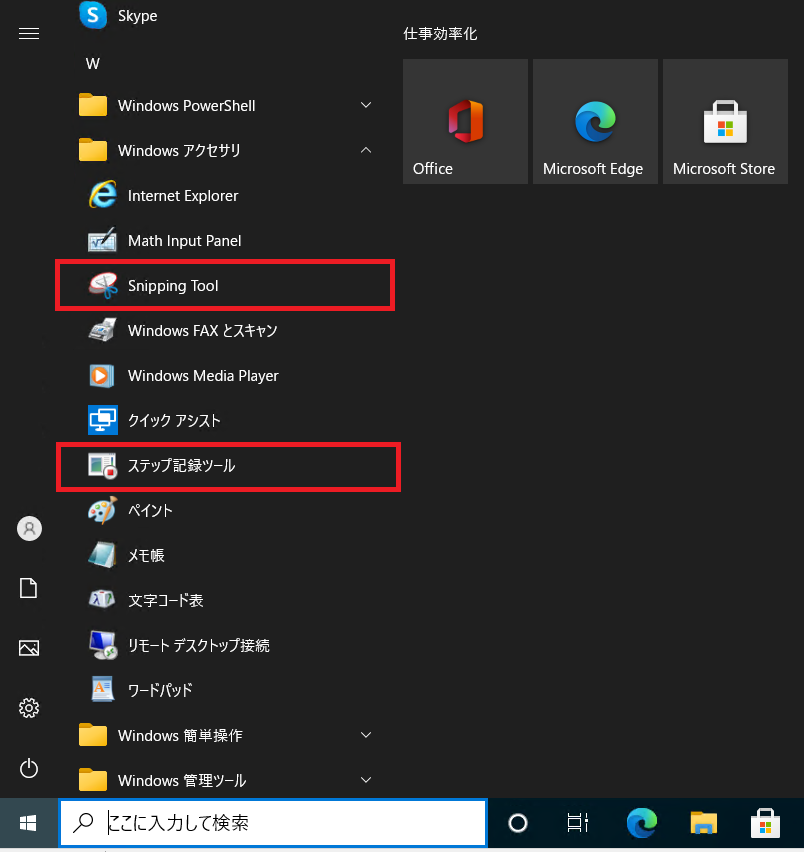 Skype
W
Windows PowerShell
Windows アクセサリ
Internet Explorer
Math Input Panel
Snipping Tool
Windows FAX とスキャン
Windows Media Player
クイック アシスト
ステップ記録ツール
ペイント
メモ帳
文字コード表
リモート デスクトップ接続
ワードパッド
Windows 簡単操作
Windows 管理ツール
仕事効率化
Office
Microsoft Edge
Microsoft Store
ここに入力して検索